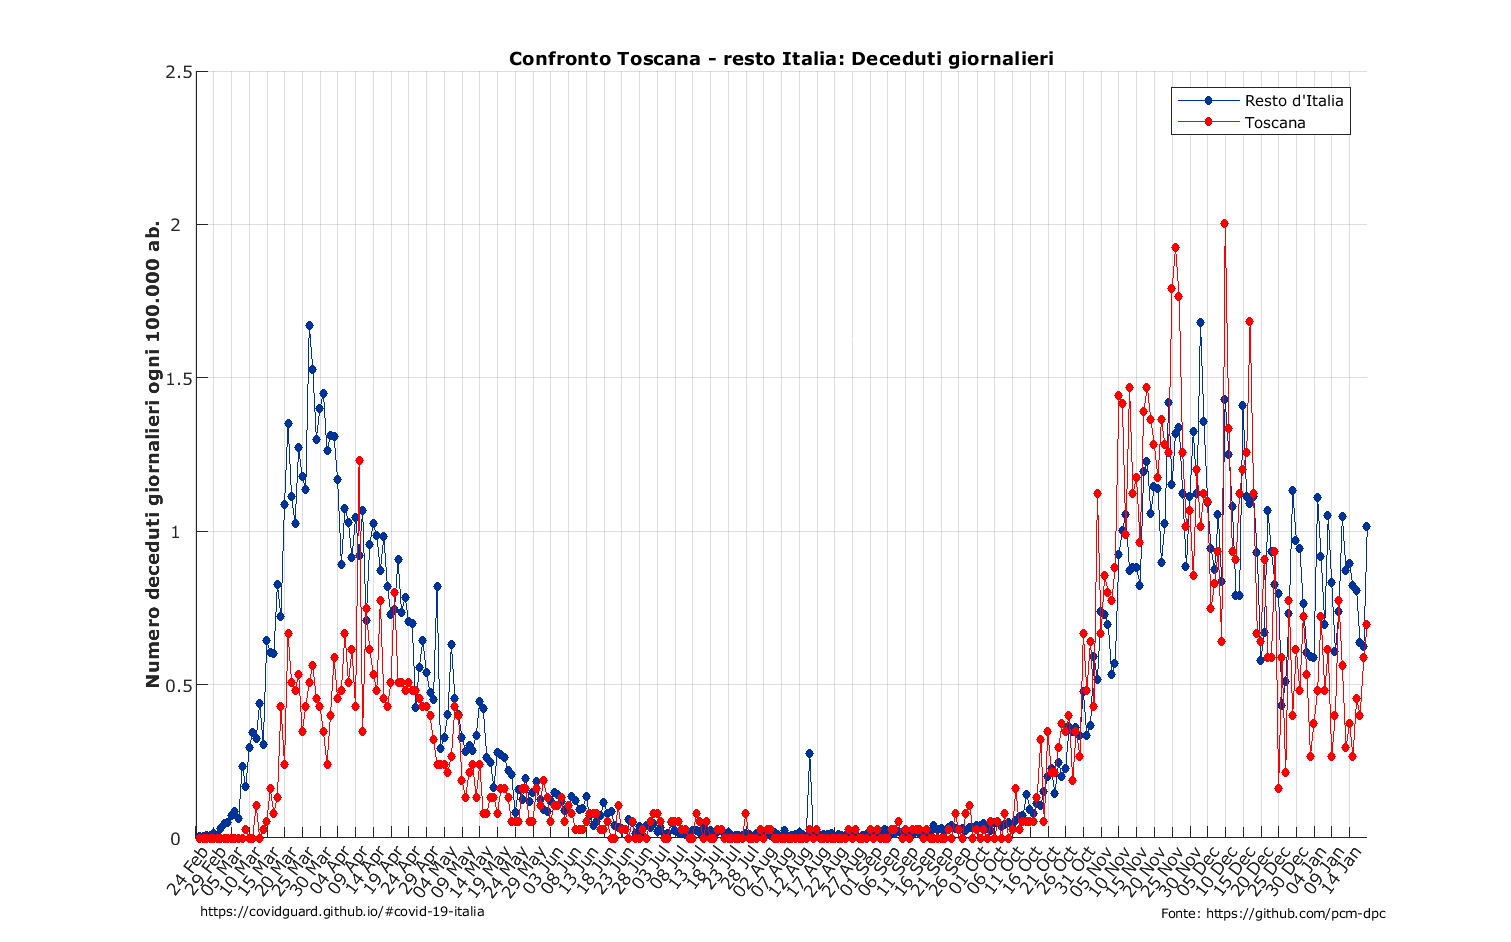 Confronto Toscana - resto Italia: Deceduti giornalieri
2.5
2
1.5
1
0.5
0
Numero deceduti giornalieri ogni 100.000 ab.
Resto d'Italia
Toscana
24 Feb
29 Feb
05 Mar
10 Mar
15 Mar
20 Mar
25 Mar
30 Mar
04 Apr
09 Apr
14 Apr
19 Apr
24 Apr
29 Apr
04 May
09 May
14 May
19 May
24 May
29 May
03 Jun
08 Jun
13 Jun
18 Jun
23 Jun
28 Jun
03 Jul
08 Jul
13 Jul
18 Jul
23 Jul
28 Jul
02 Aug
07 Aug
12 Aug
17 Aug
22 Aug
27 Aug
01 Sep
06 Sep
11 Sep
16 Sep
21 Sep
26 Sep
01 Oct
06 Oct
11 Oct
16 Oct
21 Oct
26 Oct
31 Oct
05 Nov
10 Nov
15 Nov
20 Nov
25 Nov
30 Nov
05 Dec
10 Dec
15 Dec
20 Dec
25 Dec
30 Dec
04 Jan
09 Jan
14 Jan
https://covidguard.github.io/#covid-19-italia
Fonte: https://github.com/pcm-dpc